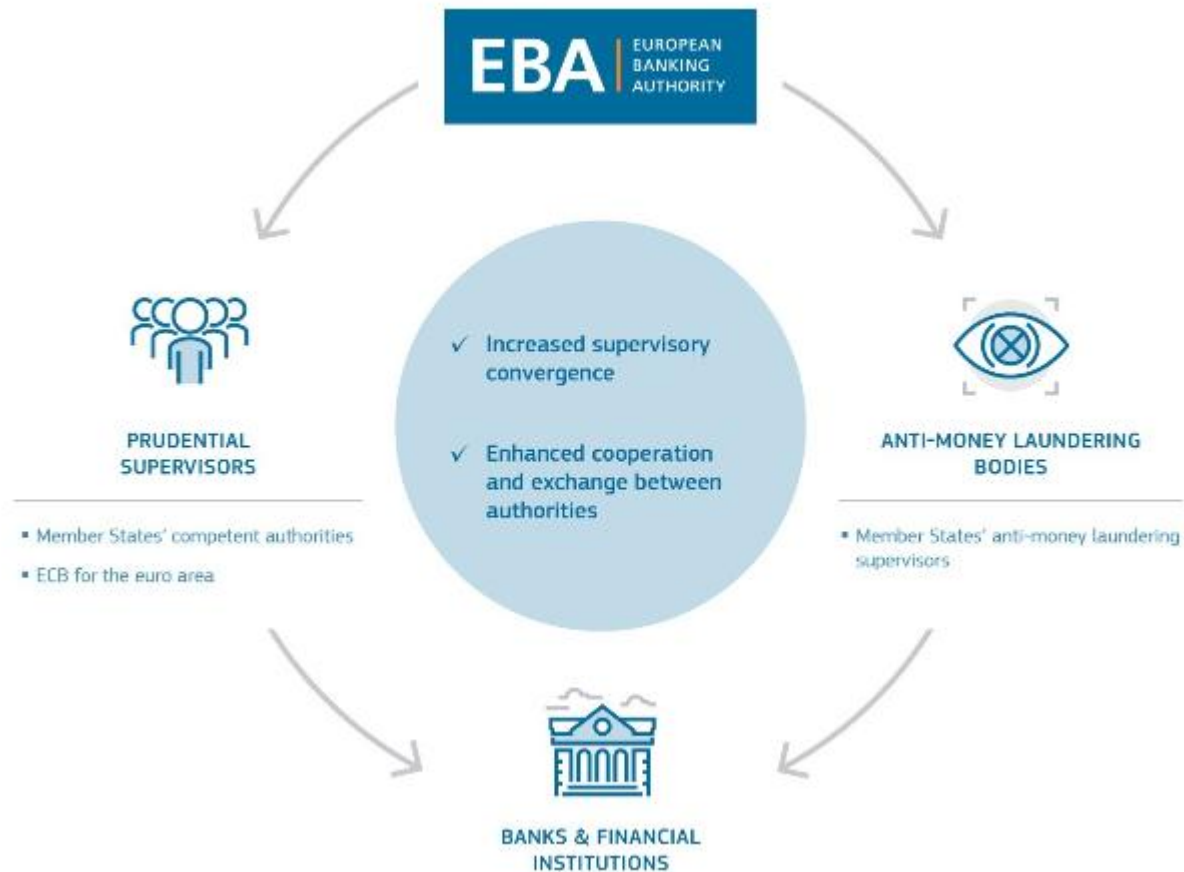 EBA
EUROPEAN
BANKING
AUTHORITY
✓ Increased supervisory
convergence
✓ Enhanced cooperation
and exchange between
authorities
PRUDENTIAL
SUPERVISORS
▪ Member States' competent authorities
▪ ECB for the euro area
ANTI-MONEY LAUNDERING
BODIES
▪ Member States' anti-money laundering
supervisors
BANKS & FINANCIAL
INSTITUTIONS